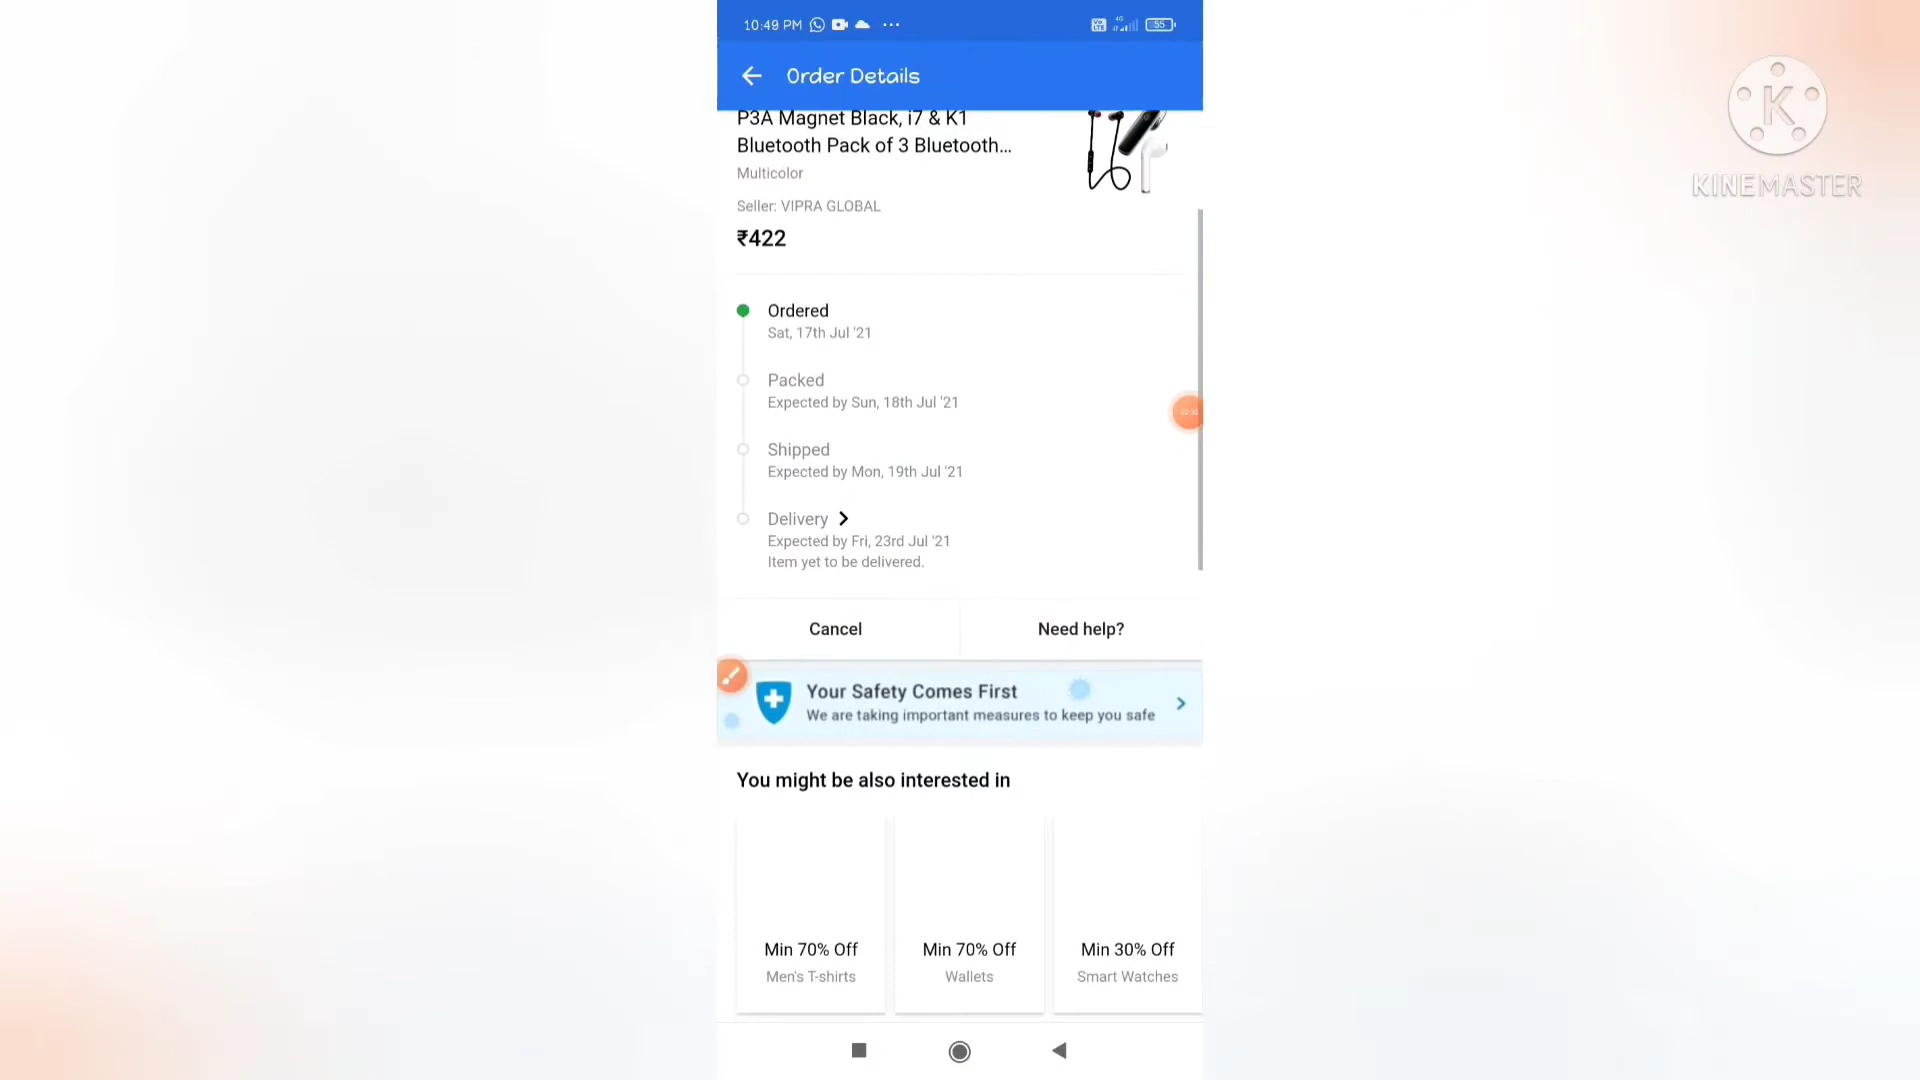 10:49 PM
Vo
LTE
4G
55
Order Details
P3A Magnet Black, i7 & K1
Bluetooth Pack of 3 Bluetooth...
Multicolor
Seller: VIPRA GLOBAL
₹422
Ordered
Sat, 17th Jul '21
Packed
Expected by Sun, 18th Jul '21
Shipped
Expected by Mon, 19th Jul '21
Delivery
Expected by Fri, 23rd Jul '21
Item yet to be delivered.
Cancel
Need help?
Your Safety Comes First
We are taking important measures to keep you safe
You might be also interested in
Min 70% Off
Men's T-shirts
Min 70% Off
Wallets
Min 30% Off
Smart Watches
K
KINEMASTER